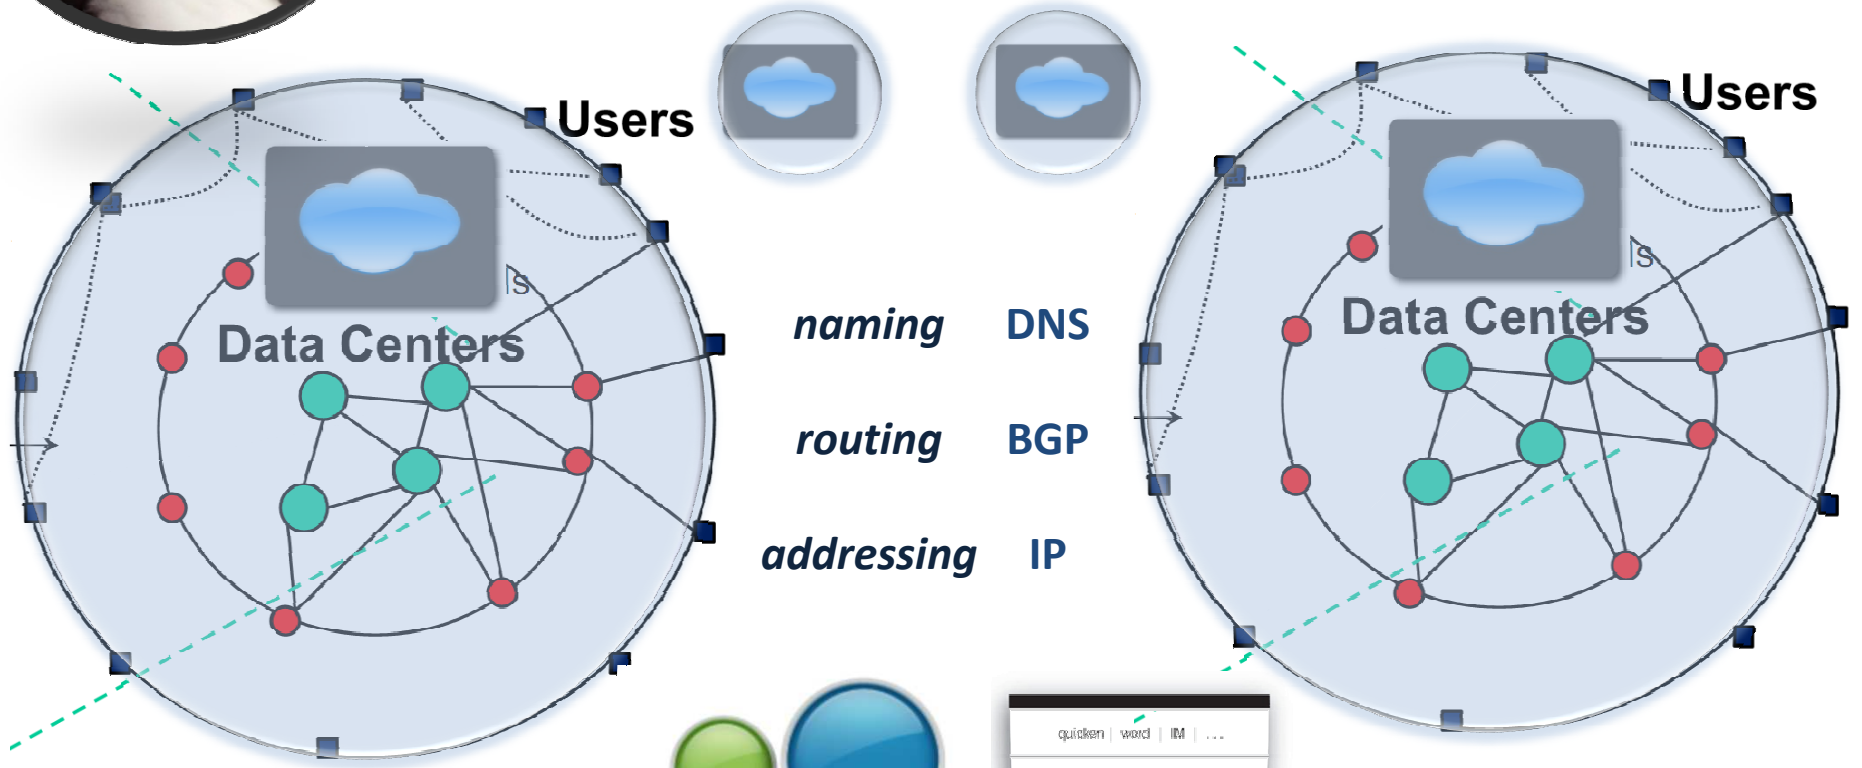 Users
Users
Data Centers
Data Centers
naming DNS
routing BGP
addressing IP
quicken | word | IM | ...